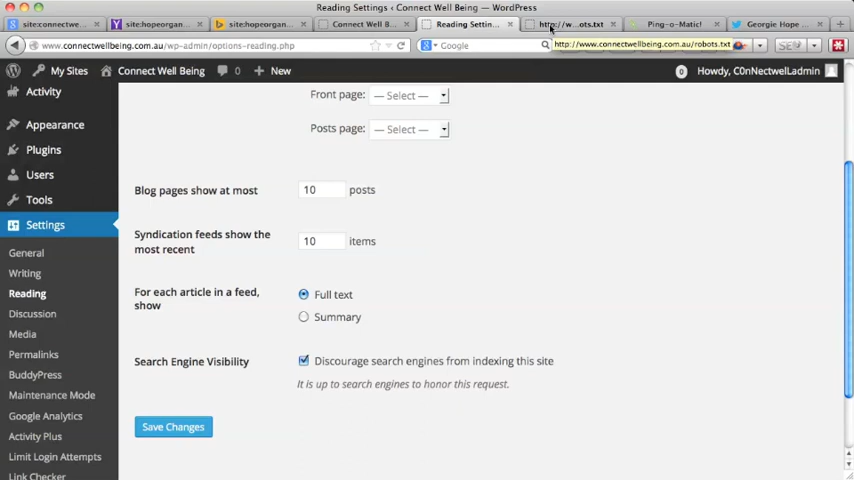 Reading Settings ‹ Connect Well Being — WordPress
site:connectwe...
site:hopeorgan...
site:hopeorgan...
Connect Well B...
Reading Settin...
http://w...ots.txt
Ping-o-Matic!
Georgie Hope ...
www.connectwellbeing.com.au/wp-admin/options-reading.php
Google
http://www.connectwellbeing.com.au/robots.txt
My Sites
Connect Well Being
0
New
0
Howdy, C0nNectwelLadmin
Activity
Appearance
Plugins
Users
Tools
Settings
General
Writing
Reading
Discussion
Media
Permalinks
BuddyPress
Maintenance Mode
Google Analytics
Activity Plus
Limit Login Attempts
Link Checker
Front page: — Select —
Posts page: — Select —
Blog pages show at most 10 posts
Syndication feeds show the
most recent 10 items
For each article in a feed,
show
Full text
Summary
Search Engine Visibility Discourage search engines from indexing this site
It is up to search engines to honor this request.
Save Changes